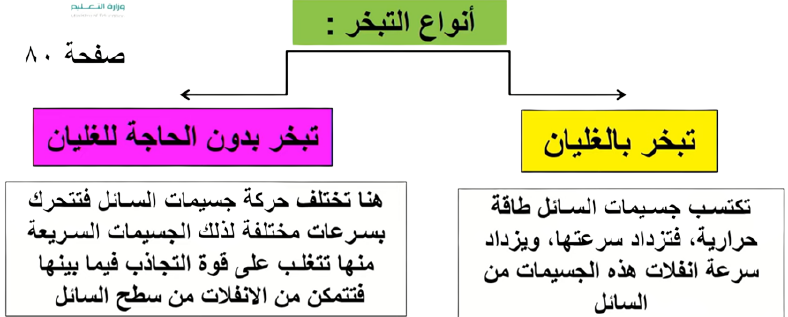 وزارة التعليم
أنواع التبخر :
صفحة ٨٠
تبخر بالغليان
تبخر بدون الحاجة للغليان
تكتسب جسيمات السائل طاقة
حرارية، فتزداد سرعتها، ويزداد
سرعة انفلات هذه الجسيمات من
السائل
هنا تختلف حركة جسيمات السائل فتتحرك
بسرعات مختلفة لذلك الجسيمات السريعة
منها تتغلب على قوة التجاذب فيما بينها
فتتمكن من الانفلات من سطح السائل